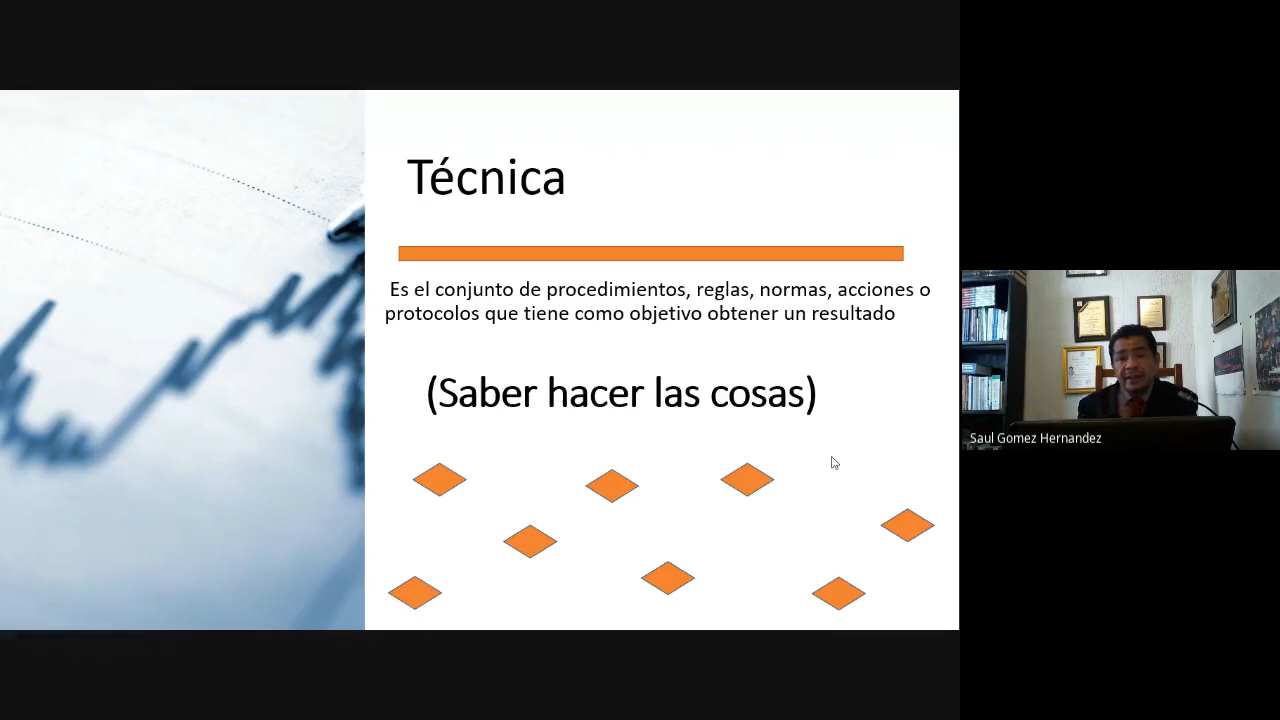 Técnica
Es el conjunto de procedimientos, reglas, normas, acciones o
protocolos que tiene como objetivo obtener un resultado
(Saber hacer las cosas)
Saul Gomez Hernandez